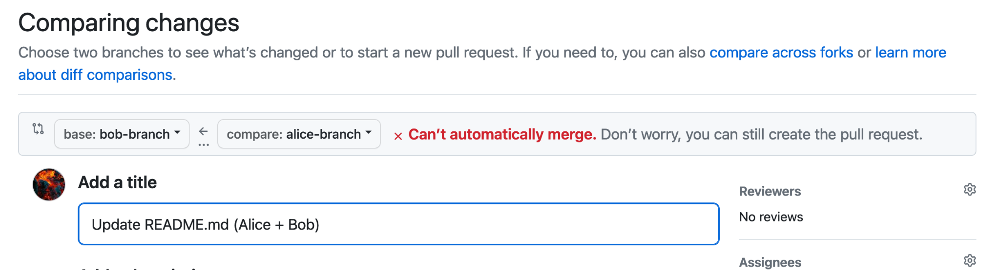 Comparing changes
Choose two branches to see what’s changed or to start a new pull request. If you need to, you can also compare across forks or learn more
about diff comparisons.
base: bob-branch
compare: alice-branch
Can’t automatically merge. Don’t worry, you can still create the pull request.
Add a title
Update README.md (Alice + Bob)
Reviewers
No reviews
Assignees